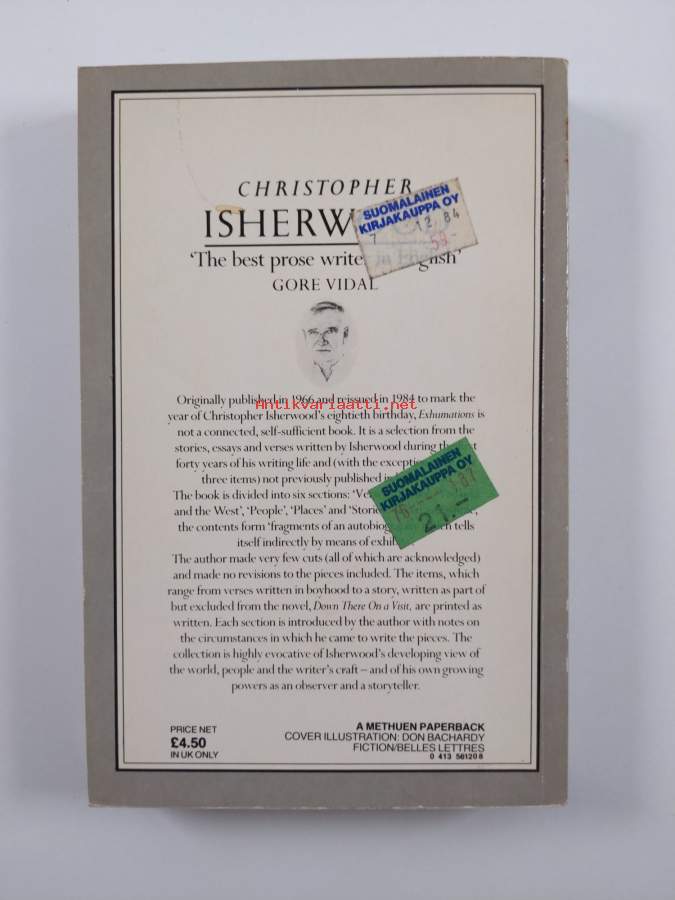 CHRISTOPHER
ISHERW
'The best prose write in English'
GORE VIDAL
SUOMALAINEN
KIRJAKAUPPA OY
7 12.84
59.-
Originally published in 1966 and reissued in 1984 to mark the
Antikvariaatti.net
year of Christopher Isherwood's eightieth birthday, Exhumations is
not a connected, self-sufficient book. It is a selection from the
stories, essays and verses written by Isherwood during
forty years of his writing life and (with the
three items) not previously published
The book is divided into six sections:
and the West', 'People', 'Places' and
the contents form 'fragments of an tells
itself indirectly by means of
SUOMALAINEN
KIRJAKAUPPA OY
21.-
The author made very few cuts (all of which are acknowledged)
and made no revisions to the pieces included. The items, which
range from verses written in boyhood to a story, written as part of
but excluded from the novel, Down There On a Visit, are printed as
written. Each section is introduced by the author with notes on
the circumstances in which he came to write the pieces. The
collection is highly evocative of Isherwood's developing view of
the world, people and the writer's craft – and of his own growing
powers as an observer and a storyteller.
PRICE NET
£4.50
IN UK ONLY
A METHUEN PAPERBACK
COVER ILLUSTRATION: DON BACHARDY
FICTION/BELLES LETTRES
0 413 56120 8